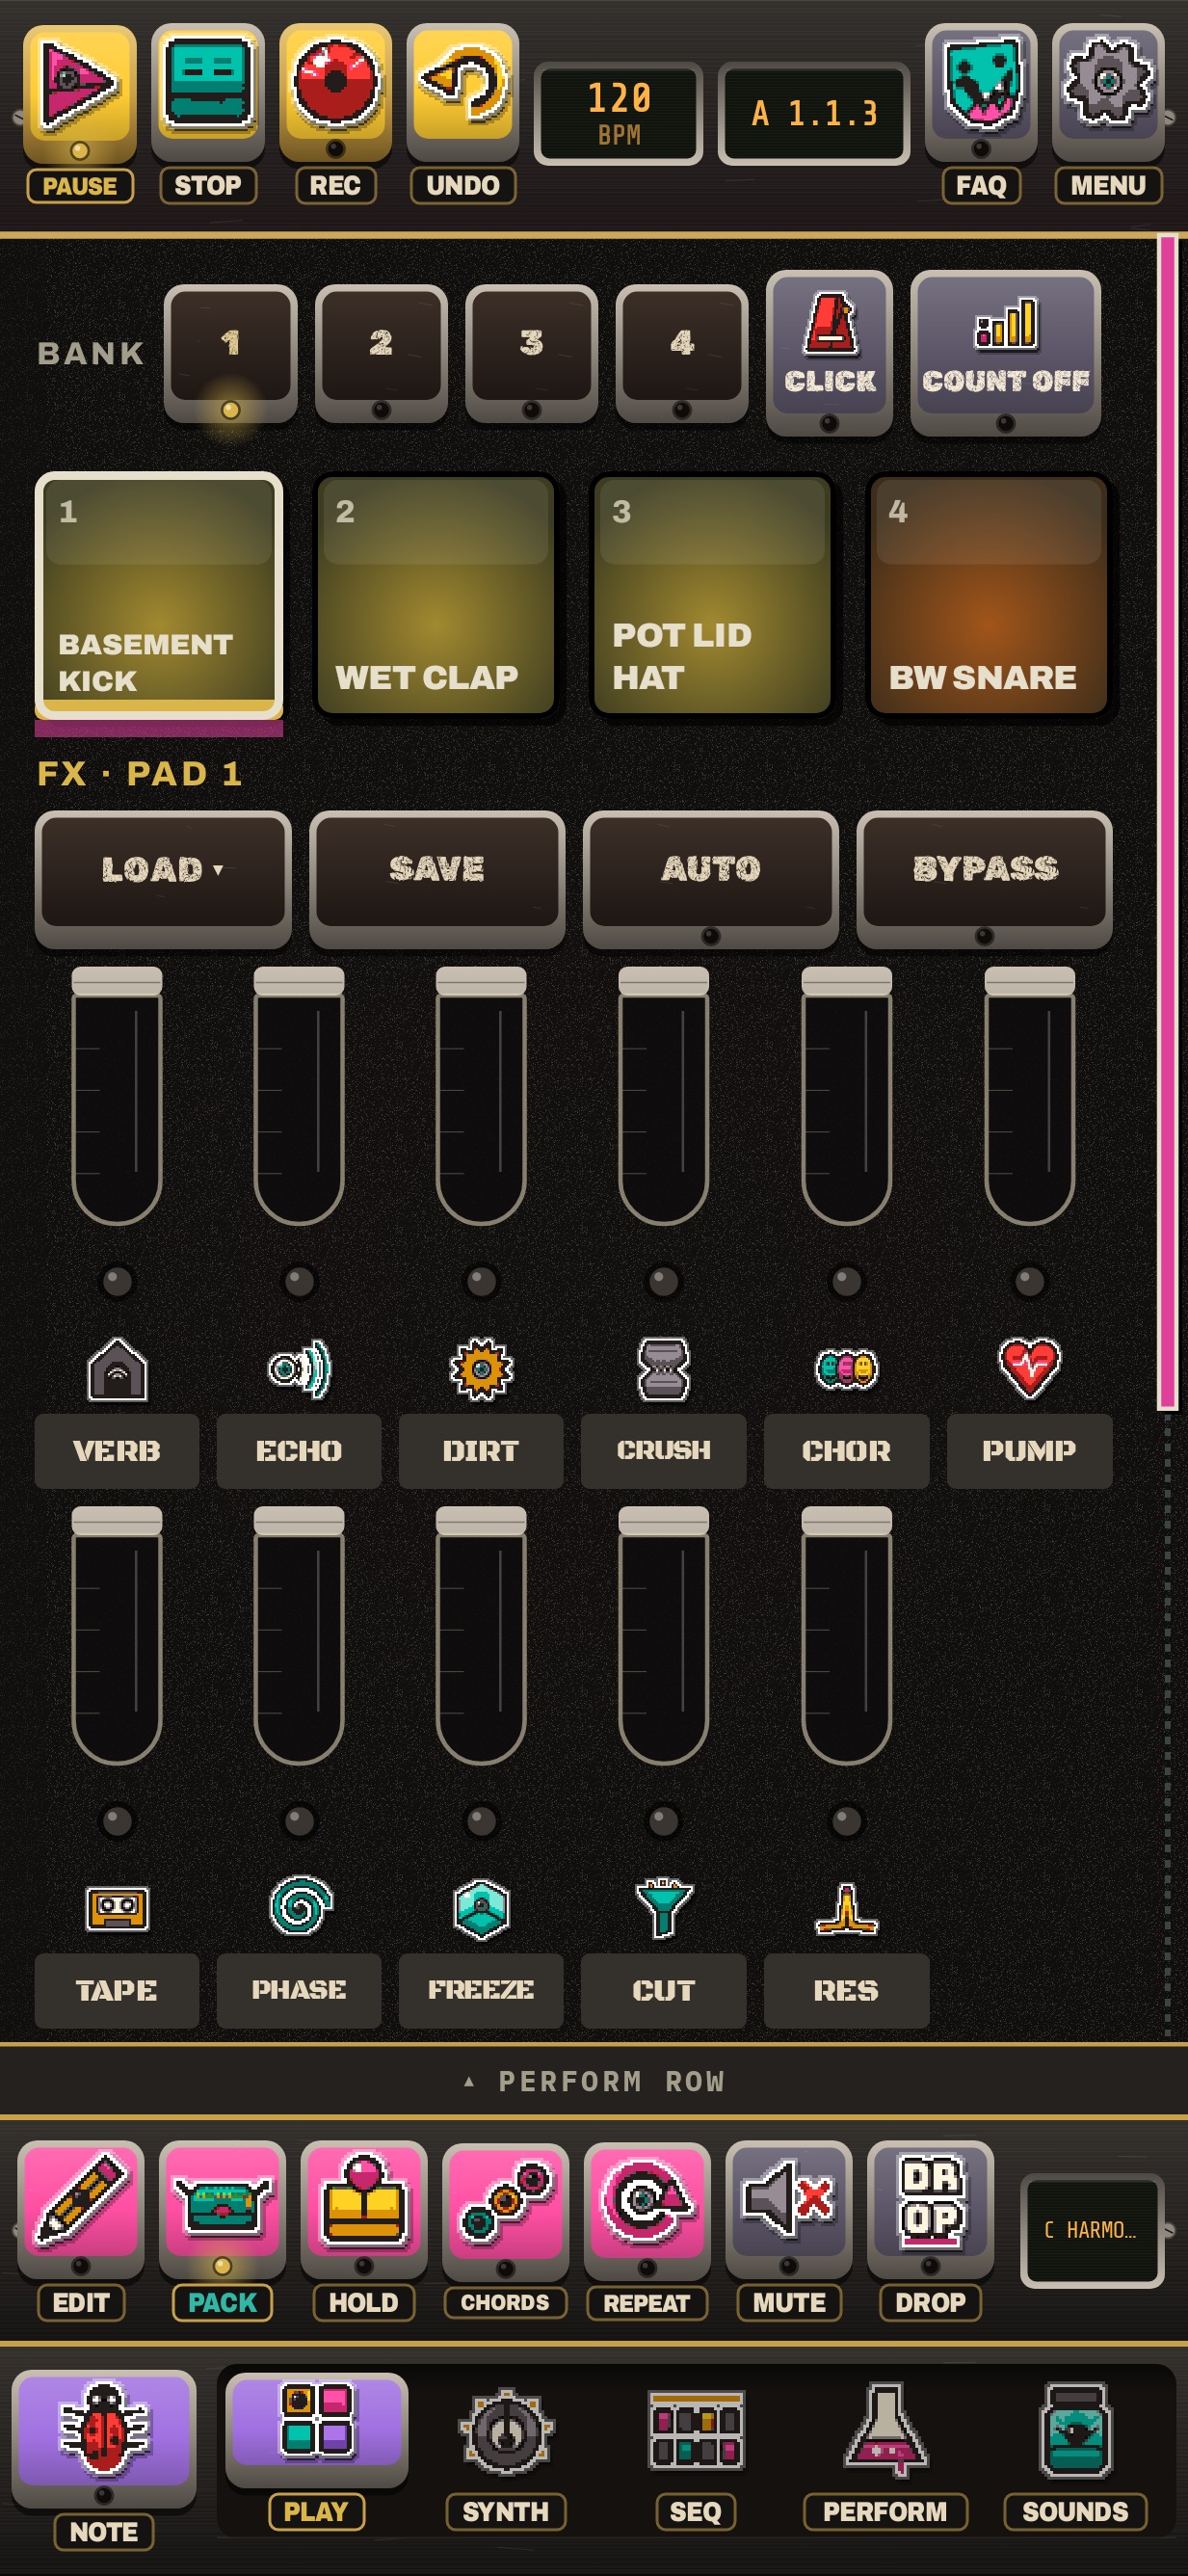 120
BPM
A 1.1.3
PAUSE STOP REC UNDO FAQ MENU
BANK 1 2 3 4 CLICK COUNT OFF
1 2 3 4
BASEMENT
KICK
WET CLAP
POT LID
HAT
BW SNARE
FX · PAD 1
LOAD ▾ SAVE AUTO BYPASS
VERB ECHO DIRT CRUSH CHOR PUMP
TAPE PHASE FREEZE CUT RES
▴ PERFORM ROW
DR
OP
C HARMO…
EDIT PACK HOLD CHORDS REPEAT MUTE DROP
NOTE PLAY SYNTH SEQ PERFORM SOUNDS